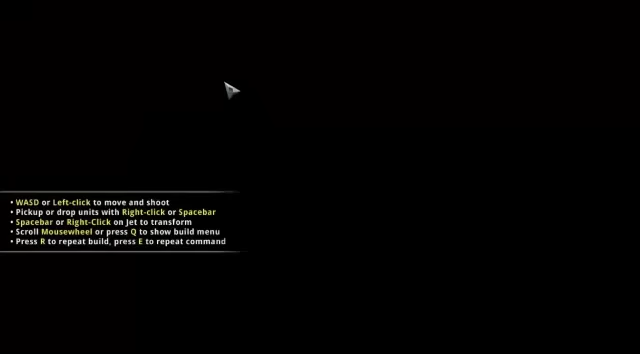 • WASD or Left-click to move and shoot
• Pickup or drop units with Right-click or Spacebar
• Spacebar or Right-Click on Jet to transform
• Scroll Mousewheel or press Q to show build menu
• Press R to repeat build, press E to repeat command